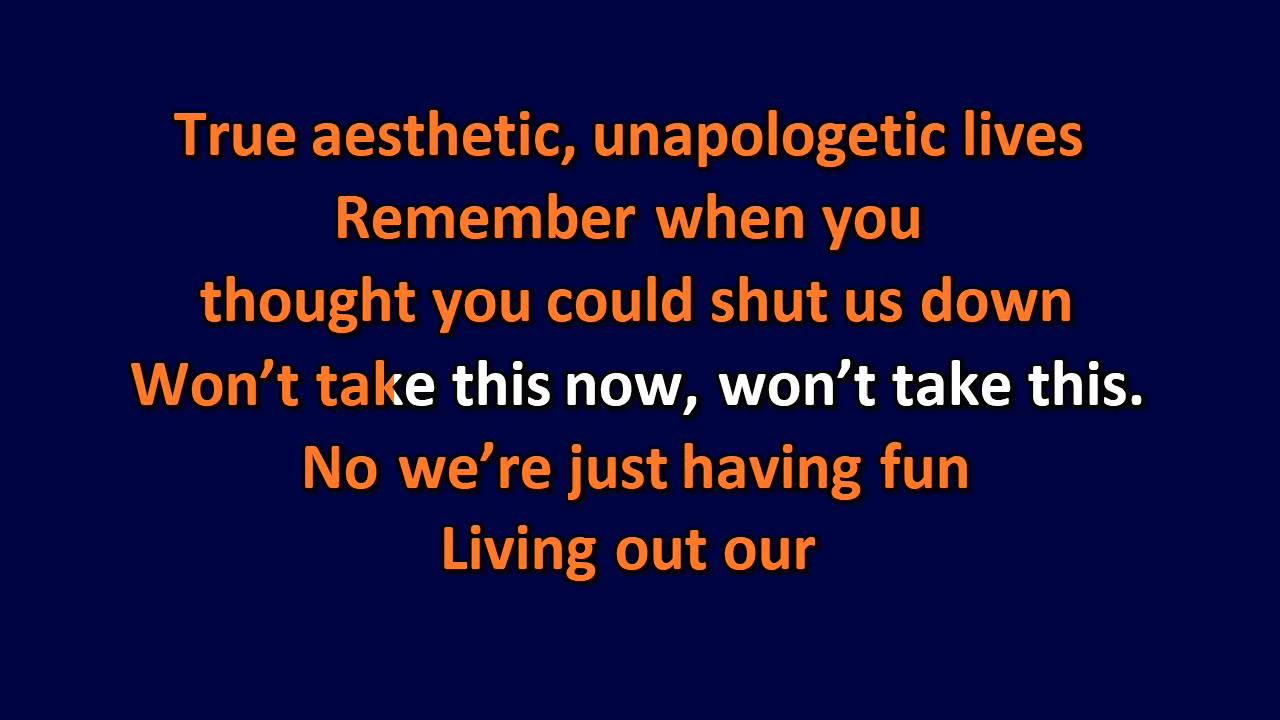 True aesthetic, unapologetic lives
Remember when you
thought you could shut us down
Won’t take this now, won’t take this.
No we’re just having fun
Living out our